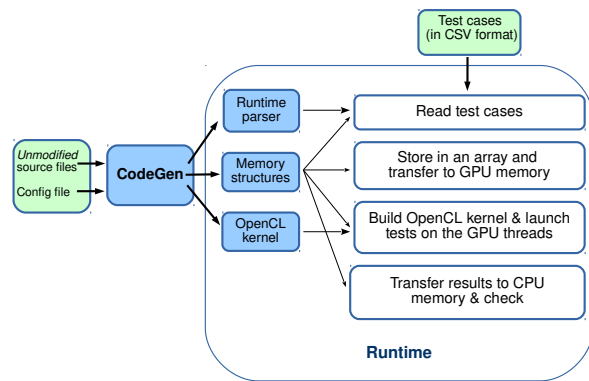 Test cases
(in CSV format)
Runtime
parser
Read test cases
Unmodified
source files
Config file
CodeGen
Memory
structures
Store in an array and
transfer to GPU memory
OpenCL
kernel
Build OpenCL kernel & launch
tests on the GPU threads
Transfer results to CPU
memory & check
Runtime